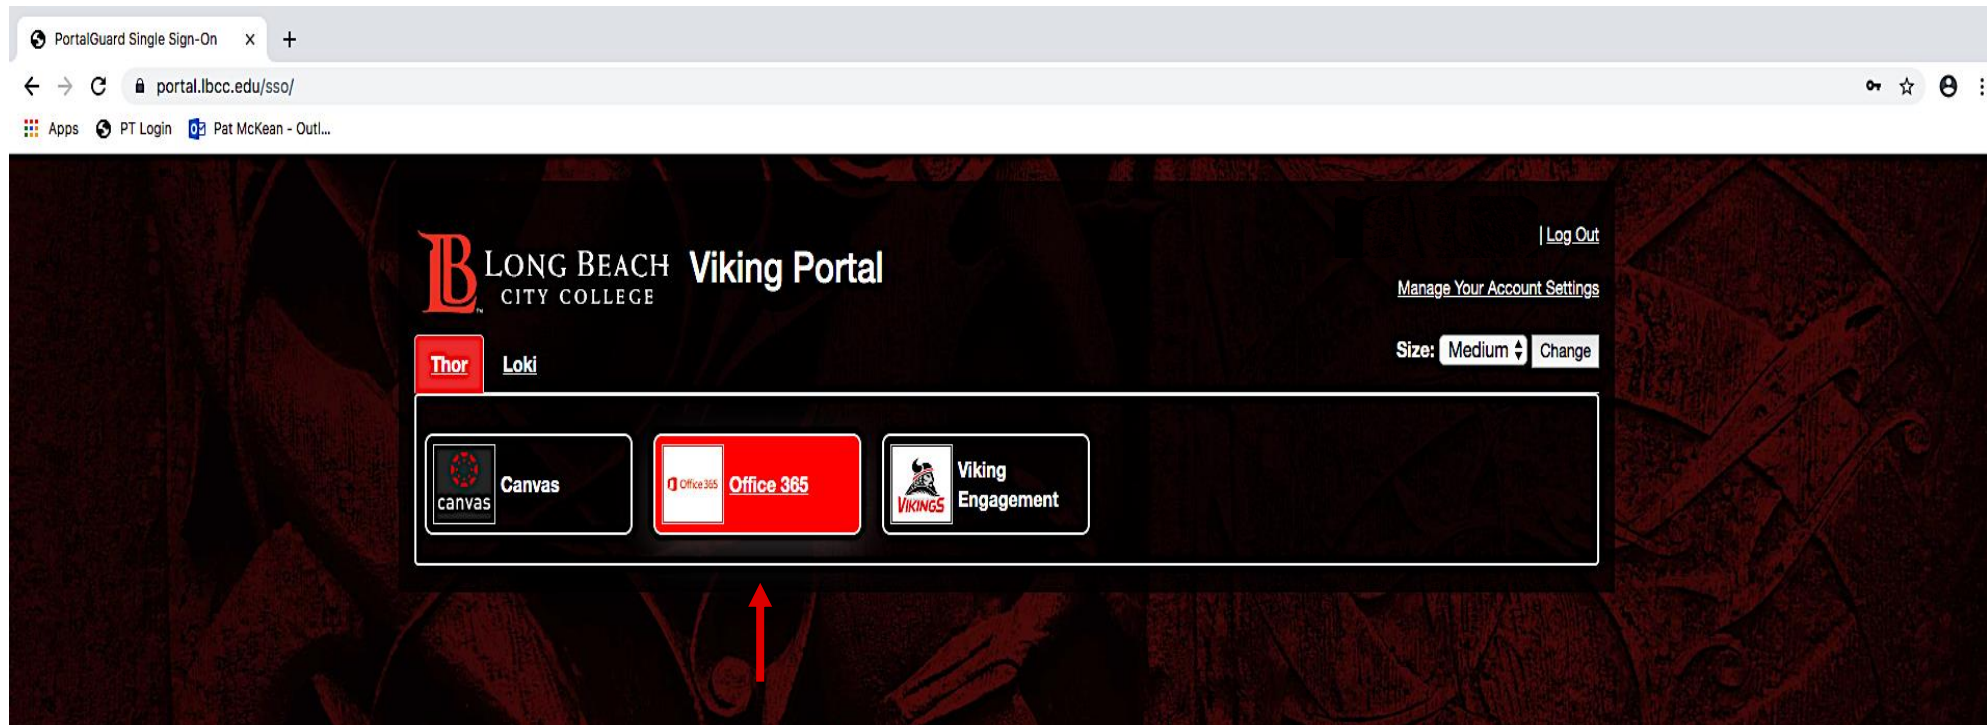 PortalGuard Single Sign-On
portal.lbcc.edu/sso/
Apps PT Login Pat McKean - Outl...
| Log Out
LB LONG BEACH CITY COLLEGE Viking Portal
Manage Your Account Settings
Thor Loki
Size: Medium Change
canvas Canvas
Office 365 Office 365
VIKINGS Viking
Engagement